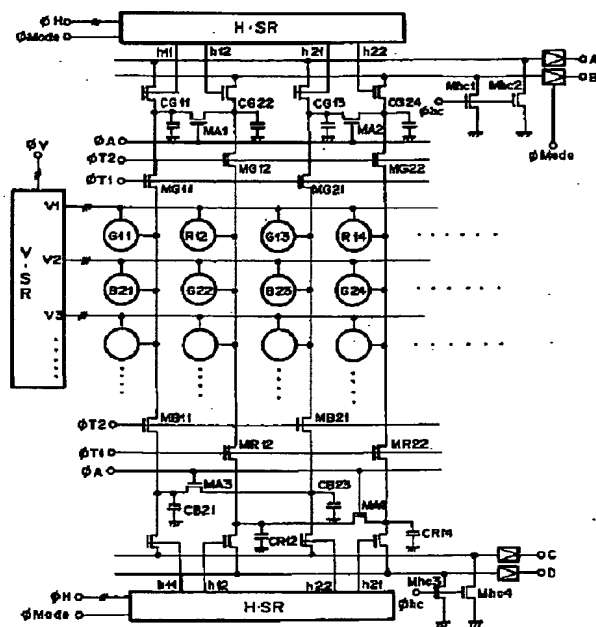 φH
H·SR
φMode
h11 h12 h21 h22
A
B
Mhc1 Mhc2
CG11 CG22 CG13 CG24
φhc
MA1 MA2
φA
φMode
φT2
MG12 MG22
φT1
MG11 MG21
φV
V1
G11 R12 G13 R14
V·SR
V2
B21 G22 B23 G24
V3
φT2
MB11 MB21
φT1
MR12 MR22
φA
MA3
CB23
CB21
CR12 CR14
C
D
h11 h12 h22 h21
Mhc3
Mhc4
φH
φhc
φMode
H·SR